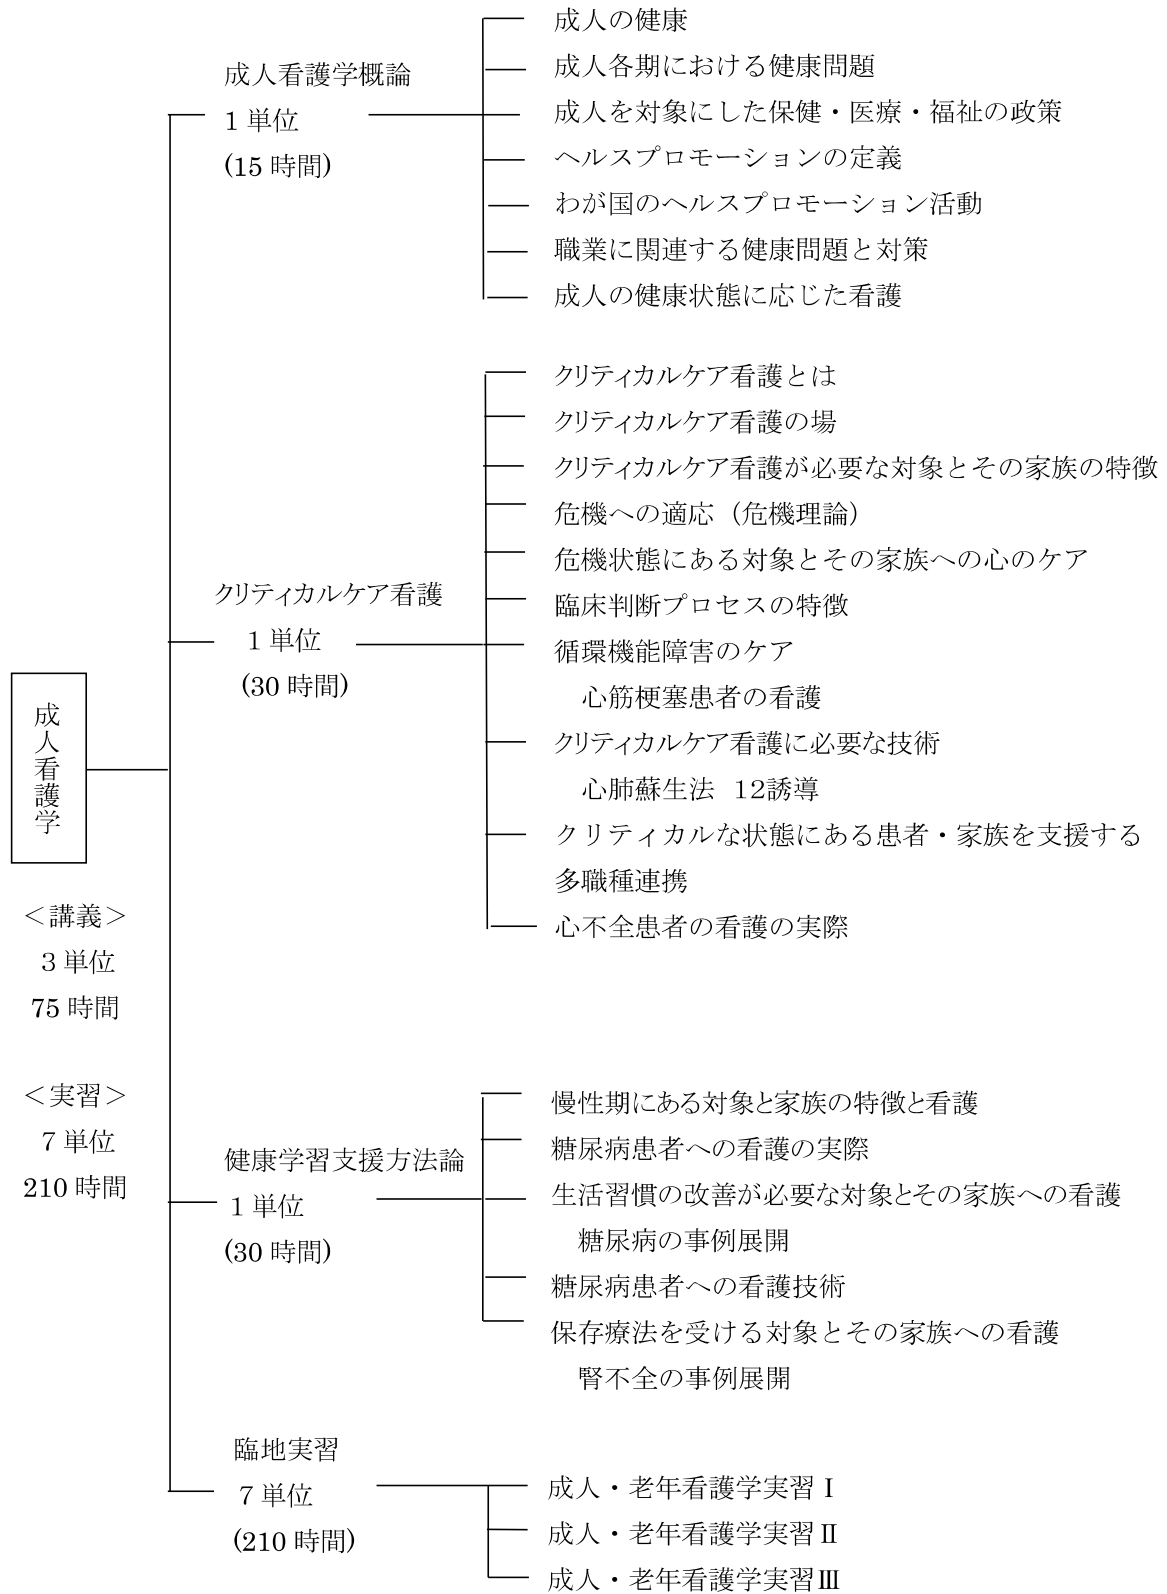 成人看護学
＜講義＞
3 単位
75 時間
＜実習＞
7 単位
210 時間
成人看護学概論
1 単位
(15 時間)
成人の健康
成人各期における健康問題
成人を対象にした保健・医療・福祉の政策
ヘルスプロモーションの定義
わが国のヘルスプロモーション活動
職業に関連する健康問題と対策
成人の健康状態に応じた看護
クリティカルケア看護
1 単位
(30 時間)
クリティカルケア看護とは
クリティカルケア看護の場
クリティカルケア看護が必要な対象とその家族の特徴
危機への適応（危機理論）
危機状態にある対象とその家族への心のケア
臨床判断プロセスの特徴
循環機能障害のケア
心筋梗塞患者の看護
クリティカルケア看護に必要な技術
心肺蘇生法 12誘導
クリティカルな状態にある患者・家族を支援する
多職種連携
心不全患者の看護の実際
健康学習支援方法論
1 単位
(30 時間)
慢性期にある対象と家族の特徴と看護
糖尿病患者への看護の実際
生活習慣の改善が必要な対象とその家族への看護
糖尿病の事例展開
糖尿病患者への看護技術
保存療法を受ける対象とその家族への看護
腎不全の事例展開
臨地実習
7 単位
(210 時間)
成人・老年看護学実習Ⅰ
成人・老年看護学実習Ⅱ
成人・老年看護学実習Ⅲ